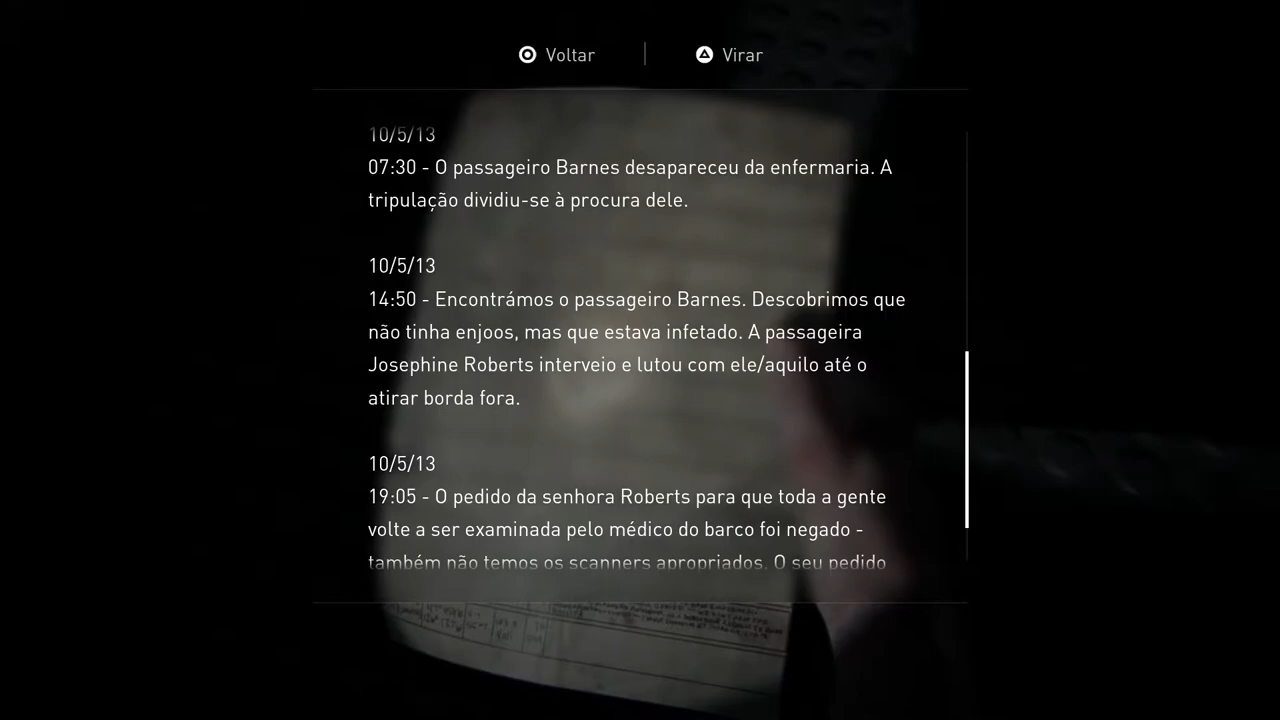 Voltar
Virar
10/5/13
07:30 - O passageiro Barnes desapareceu da enfermaria. A
tripulação dividiu-se à procura dele.
10/5/13
14:50 - Encontrámos o passageiro Barnes. Descobrimos que
não tinha enjoos, mas que estava infetado. A passageira
Josephine Roberts interveio e lutou com ele/aquilo até o
atirar borda fora.
10/5/13
19:05 - O pedido da senhora Roberts para que toda a gente
volte a ser examinada pelo médico do barco foi negado -
também não temos os scanners apropriados. O seu pedido